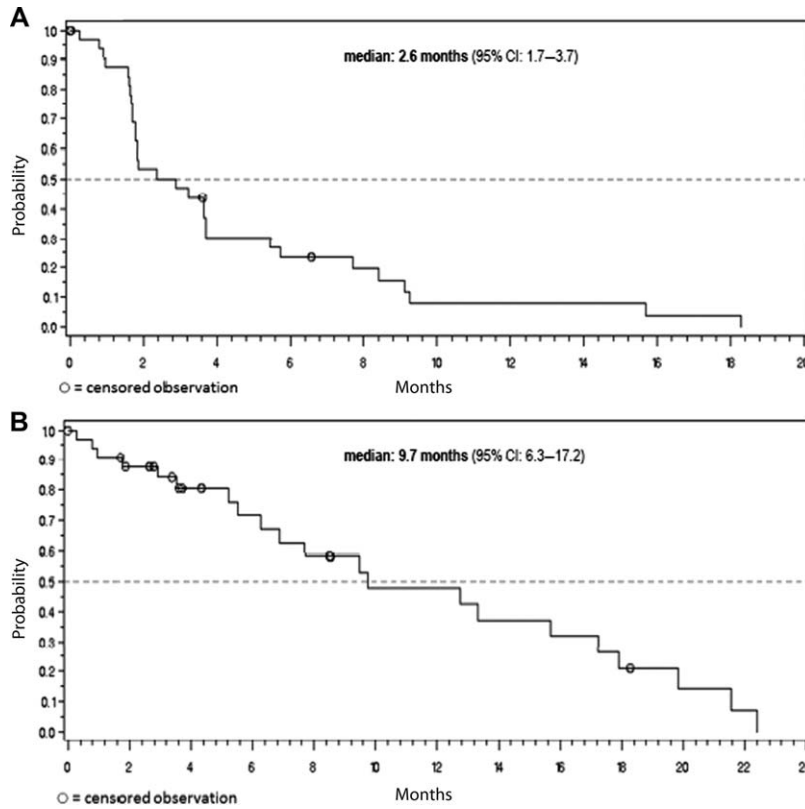 A
median: 2.6 months (95% CI: 1.7–3.7)
Probability
1.0
0.9
0.8
0.7
0.6
0.5
0.4
0.3
0.2
0.1
0.0
0 2 4 6 8 10 12 14 16 18 20
Months
○ = censored observation
B
median: 9.7 months (95% CI: 6.3–17.2)
Probability
1.0
0.9
0.8
0.7
0.6
0.5
0.4
0.3
0.2
0.1
0.0
0 2 4 6 8 10 12 14 16 18 20 22 24
Months
○ = censored observation